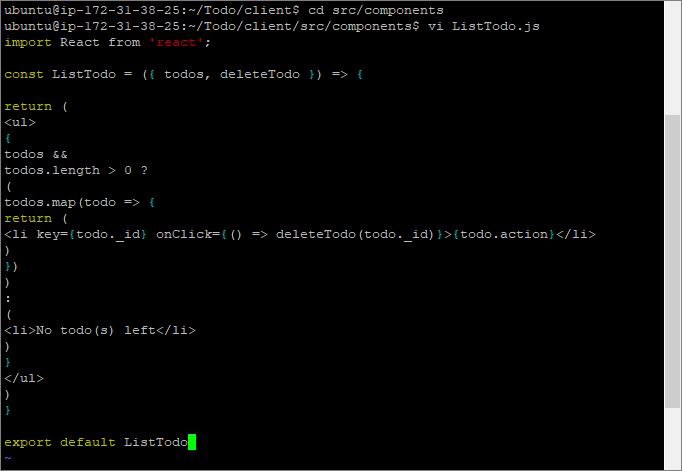 ubuntu@ip-172-31-38-25:~/Todo/client$ cd src/components
ubuntu@ip-172-31-38-25:~/Todo/client/src/components$ vi ListTodo.js
import React from 'react';
const ListTodo = ({ todos, deleteTodo }) => {
return (
<ul>
{
todos &&
todos.length > 0 ?
(
todos.map(todo => {
return (
<li key={todo._id} onClick={() => deleteTodo(todo._id)}>{todo.action}</li>
)
})
)
:
(
<li>No todo(s) left</li>
)
}
</ul>
)
}
export default ListTodo
~